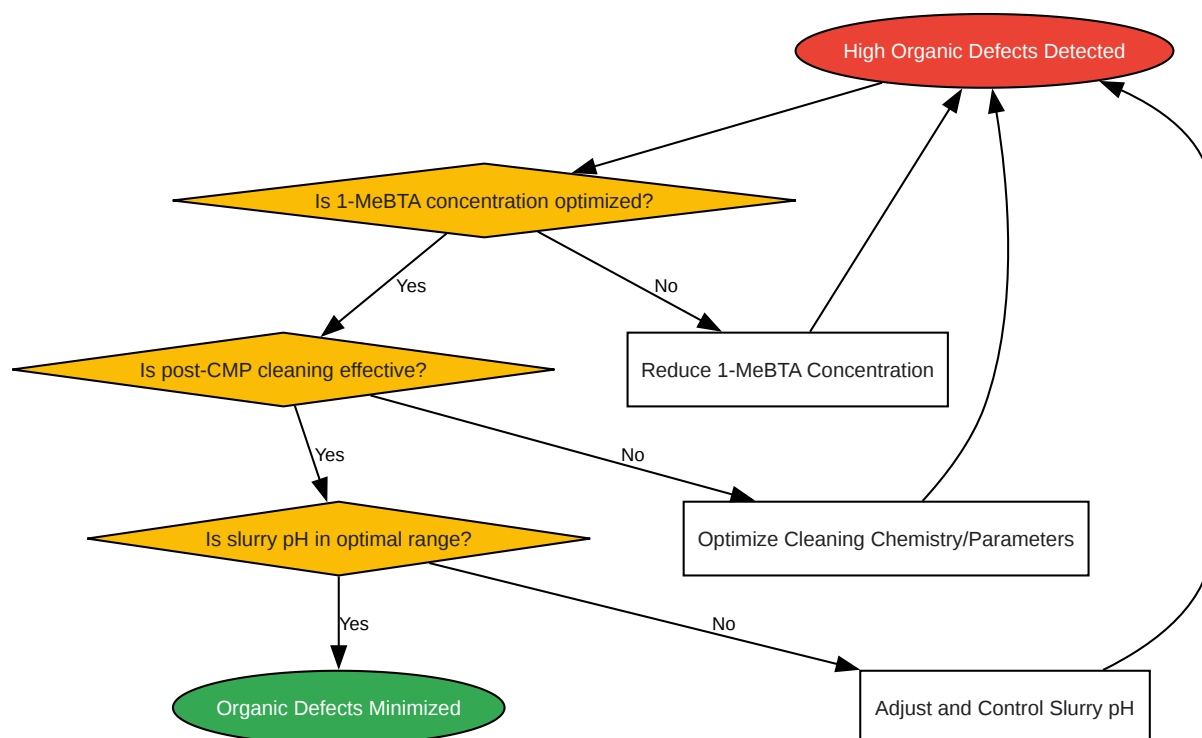 High Organic Defects Detected
Is 1-MeBTA concentration optimized?
Yes
No
Is post-CMP cleaning effective?
Reduce 1-MeBTA Concentration
Yes
No
Is slurry pH in optimal range?
Optimize Cleaning Chemistry/Parameters
Yes
No
Organic Defects Minimized
Adjust and Control Slurry pH